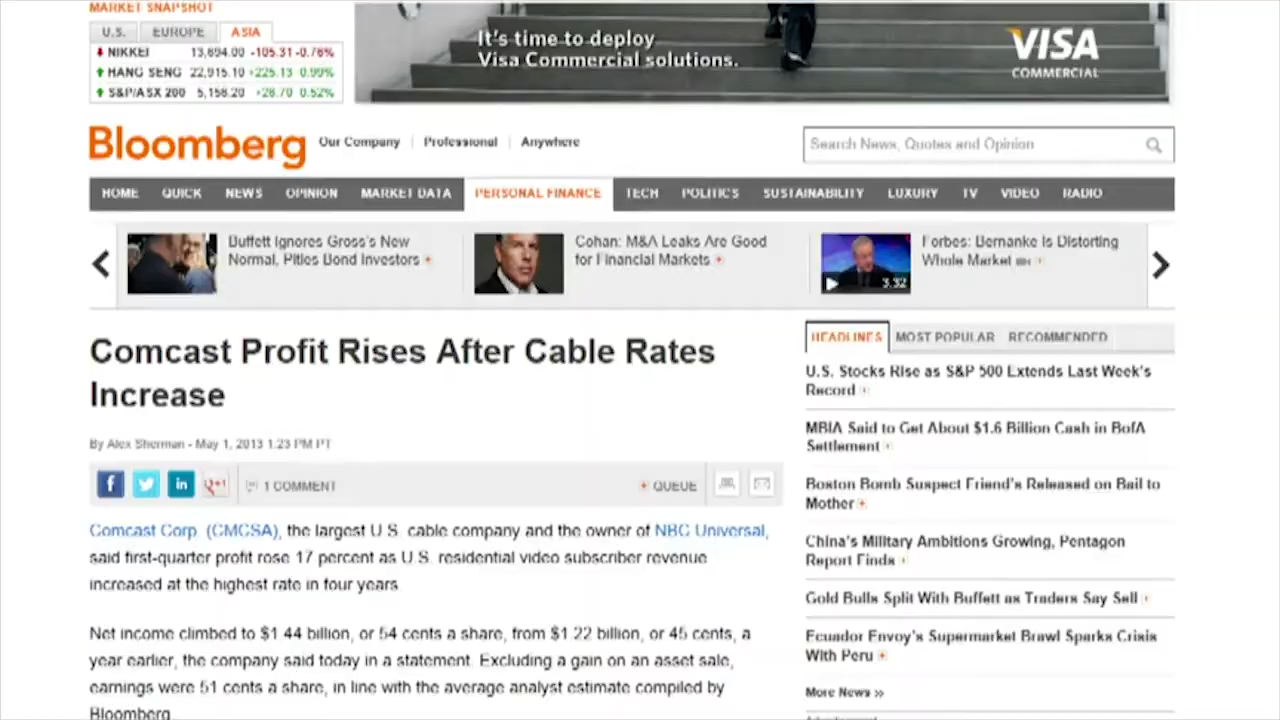 MARKET SNAPSHOT
U.S. EUROPE ASIA
NIKKEI 13,694.00 -105.31 -0.76%
HANG SENG 22,915.10 +225.13 0.99%
S&P/ASX 200 5,156.20 +26.70 0.52%
It's time to deploy
Visa Commercial solutions.
VISA
COMMERCIAL
Bloomberg
Our Company Professional Anywhere
Search News, Quotes and Opinion
HOME QUICK NEWS OPINION MARKET DATA PERSONAL FINANCE TECH POLITICS SUSTAINABILITY LUXURY TV VIDEO RADIO
Buffett Ignores Gross's New
Normal, Pities Bond Investors
Cohan: M&A Leaks Are Good
for Financial Markets
Forbes: Bernanke Is Distorting
Whole Market
3:32
Comcast Profit Rises After Cable Rates
Increase
By Alex Sherman - May 1, 2013 1:23 PM PT
f in g+1 1 COMMENT
QUEUE
Comcast Corp. (CMCSA), the largest U.S. cable company and the owner of NBC Universal,
said first-quarter profit rose 17 percent as U.S. residential video subscriber revenue
increased at the highest rate in four years
Net income climbed to $1.44 billion, or 54 cents a share, from $1.22 billion, or 45 cents, a
year earlier, the company said today in a statement. Excluding a gain on an asset sale,
earnings were 51 cents a share, in line with the average analyst estimate compiled by
Bloomberg.
HEADLINES MOST POPULAR RECOMMENDED
U.S. Stocks Rise as S&P 500 Extends Last Week's
Record
MBIA Said to Get About $1.6 Billion Cash in BofA
Settlement
Boston Bomb Suspect Friend's Released on Bail to
Mother
China's Military Ambitions Growing, Pentagon
Report Finds
Gold Bulls Split With Buffett as Traders Say Sell
Ecuador Envoy's Supermarket Brawl Sparks Crisis
With Peru
More News »
Advertisement